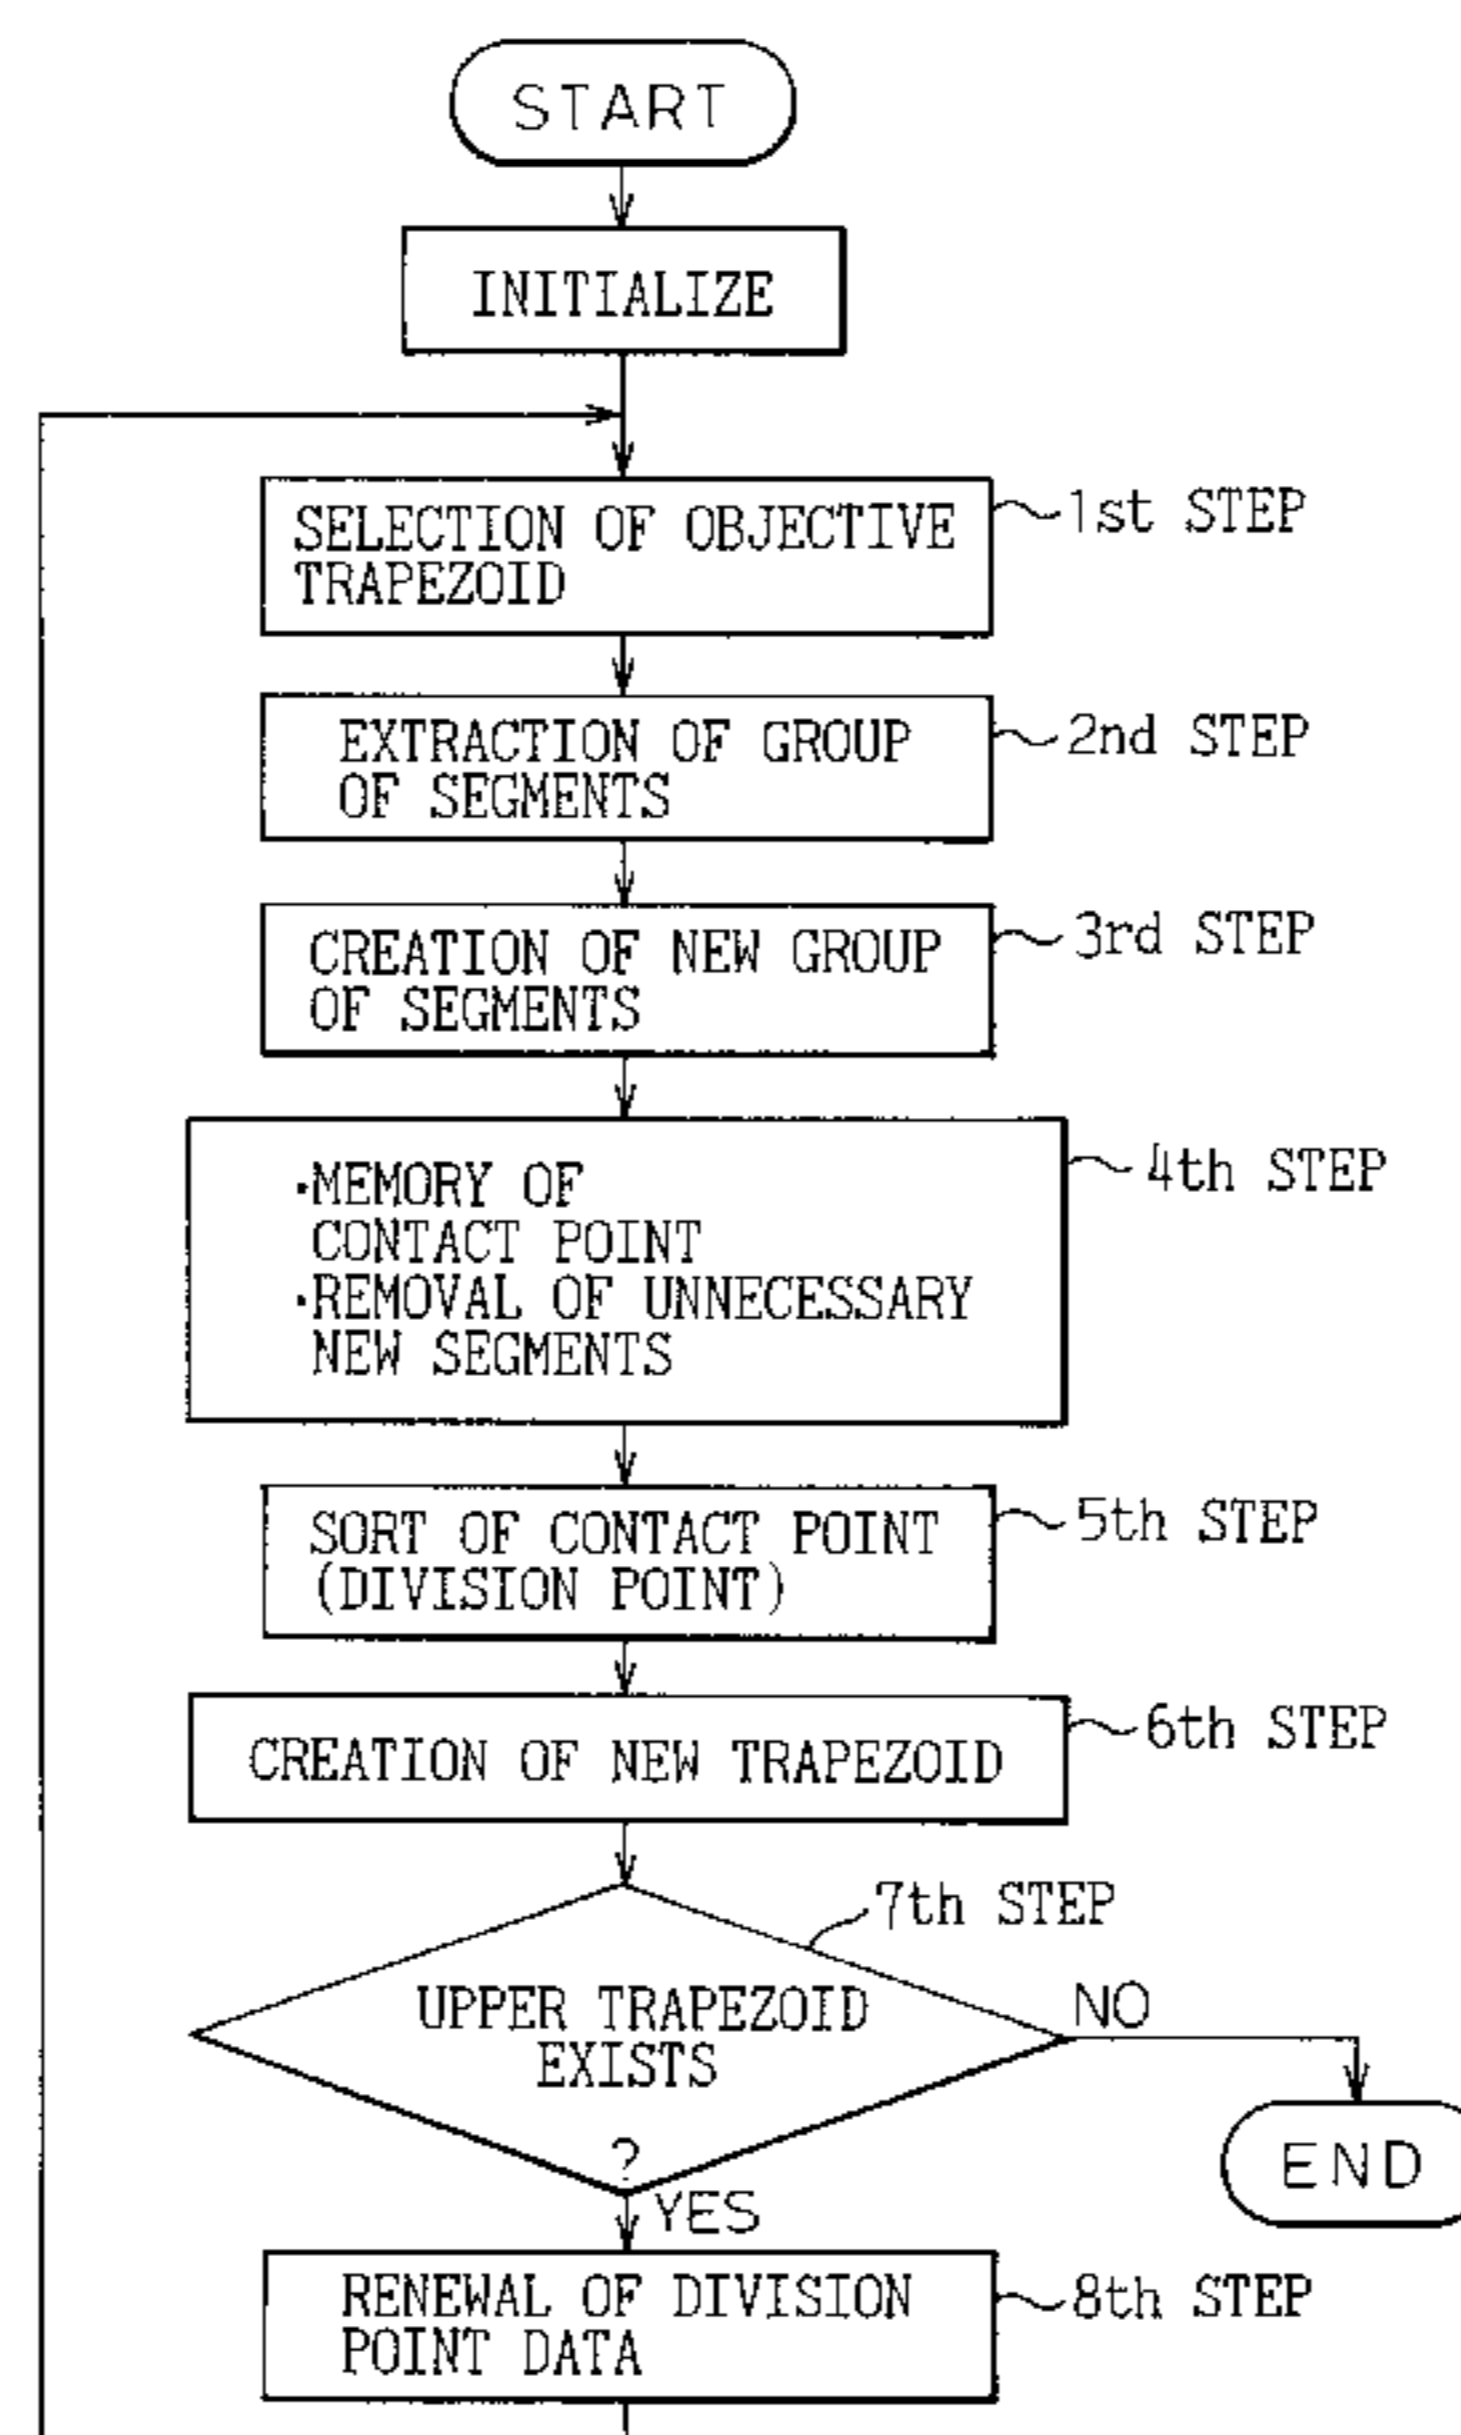 START
INITIALIZE
SELECTION OF OBJECTIVE
TRAPEZOID
1st STEP
EXTRACTION OF GROUP
OF SEGMENTS
2nd STEP
CREATION OF NEW GROUP
OF SEGMENTS
3rd STEP
·MEMORY OF
CONTACT POINT
·REMOVAL OF UNNECESSARY
NEW SEGMENTS
4th STEP
SORT OF CONTACT POINT
(DIVISION POINT)
5th STEP
CREATION OF NEW TRAPEZOID
6th STEP
7th STEP
UPPER TRAPEZOID
EXISTS
?
NO
YES
END
RENEWAL OF DIVISION
POINT DATA
8th STEP